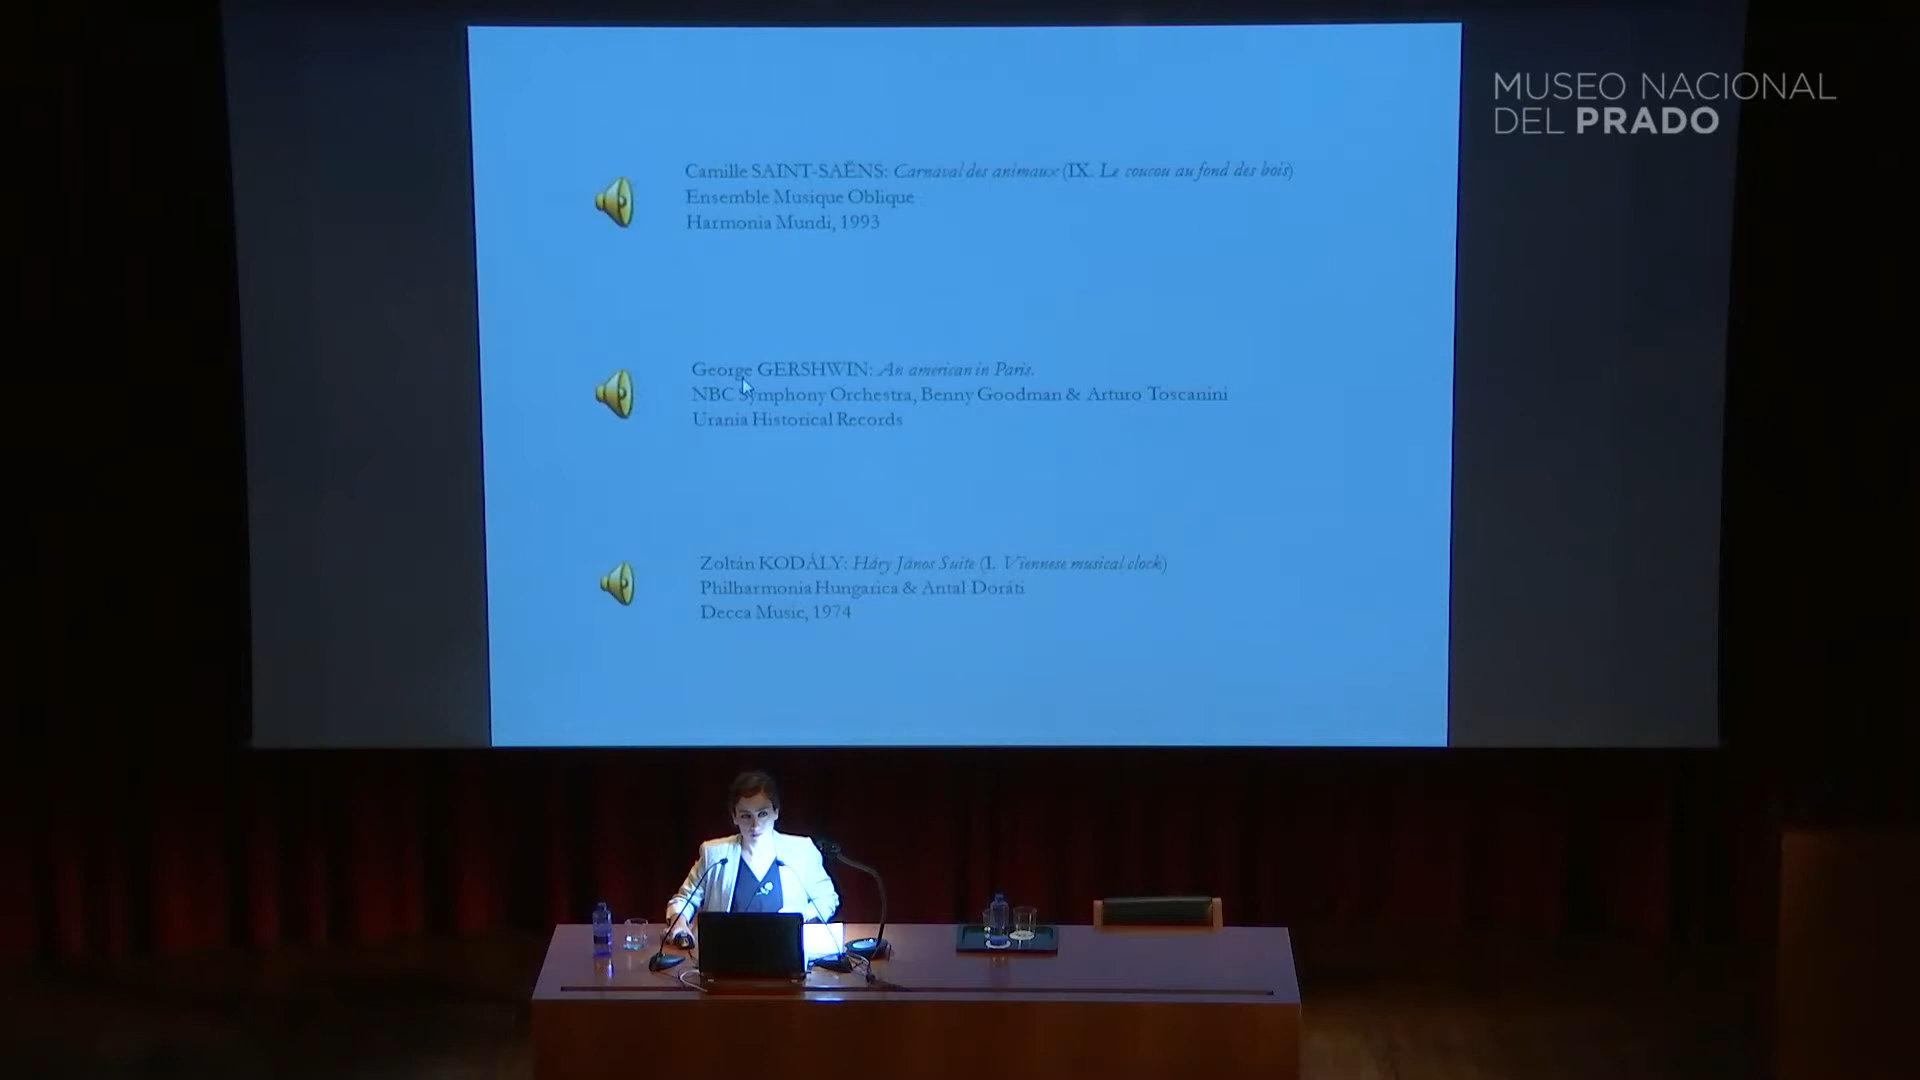 MUSEO NACIONAL
DEL PRADO
Camille SAINT-SAËNS: Carnaval des animaux (IX. Le coucou au fond des bois)
Ensemble Musique Oblique
Harmonia Mundi, 1993
George GERSHWIN: An american in Paris.
NBC Symphony Orchestra, Benny Goodman & Arturo Toscanini
Urania Historical Records
Zoltán KODÁLY: Háry János Suite (I. Viennese musical clock)
Philharmonia Hungarica & Antal Doráti
Decca Music, 1974